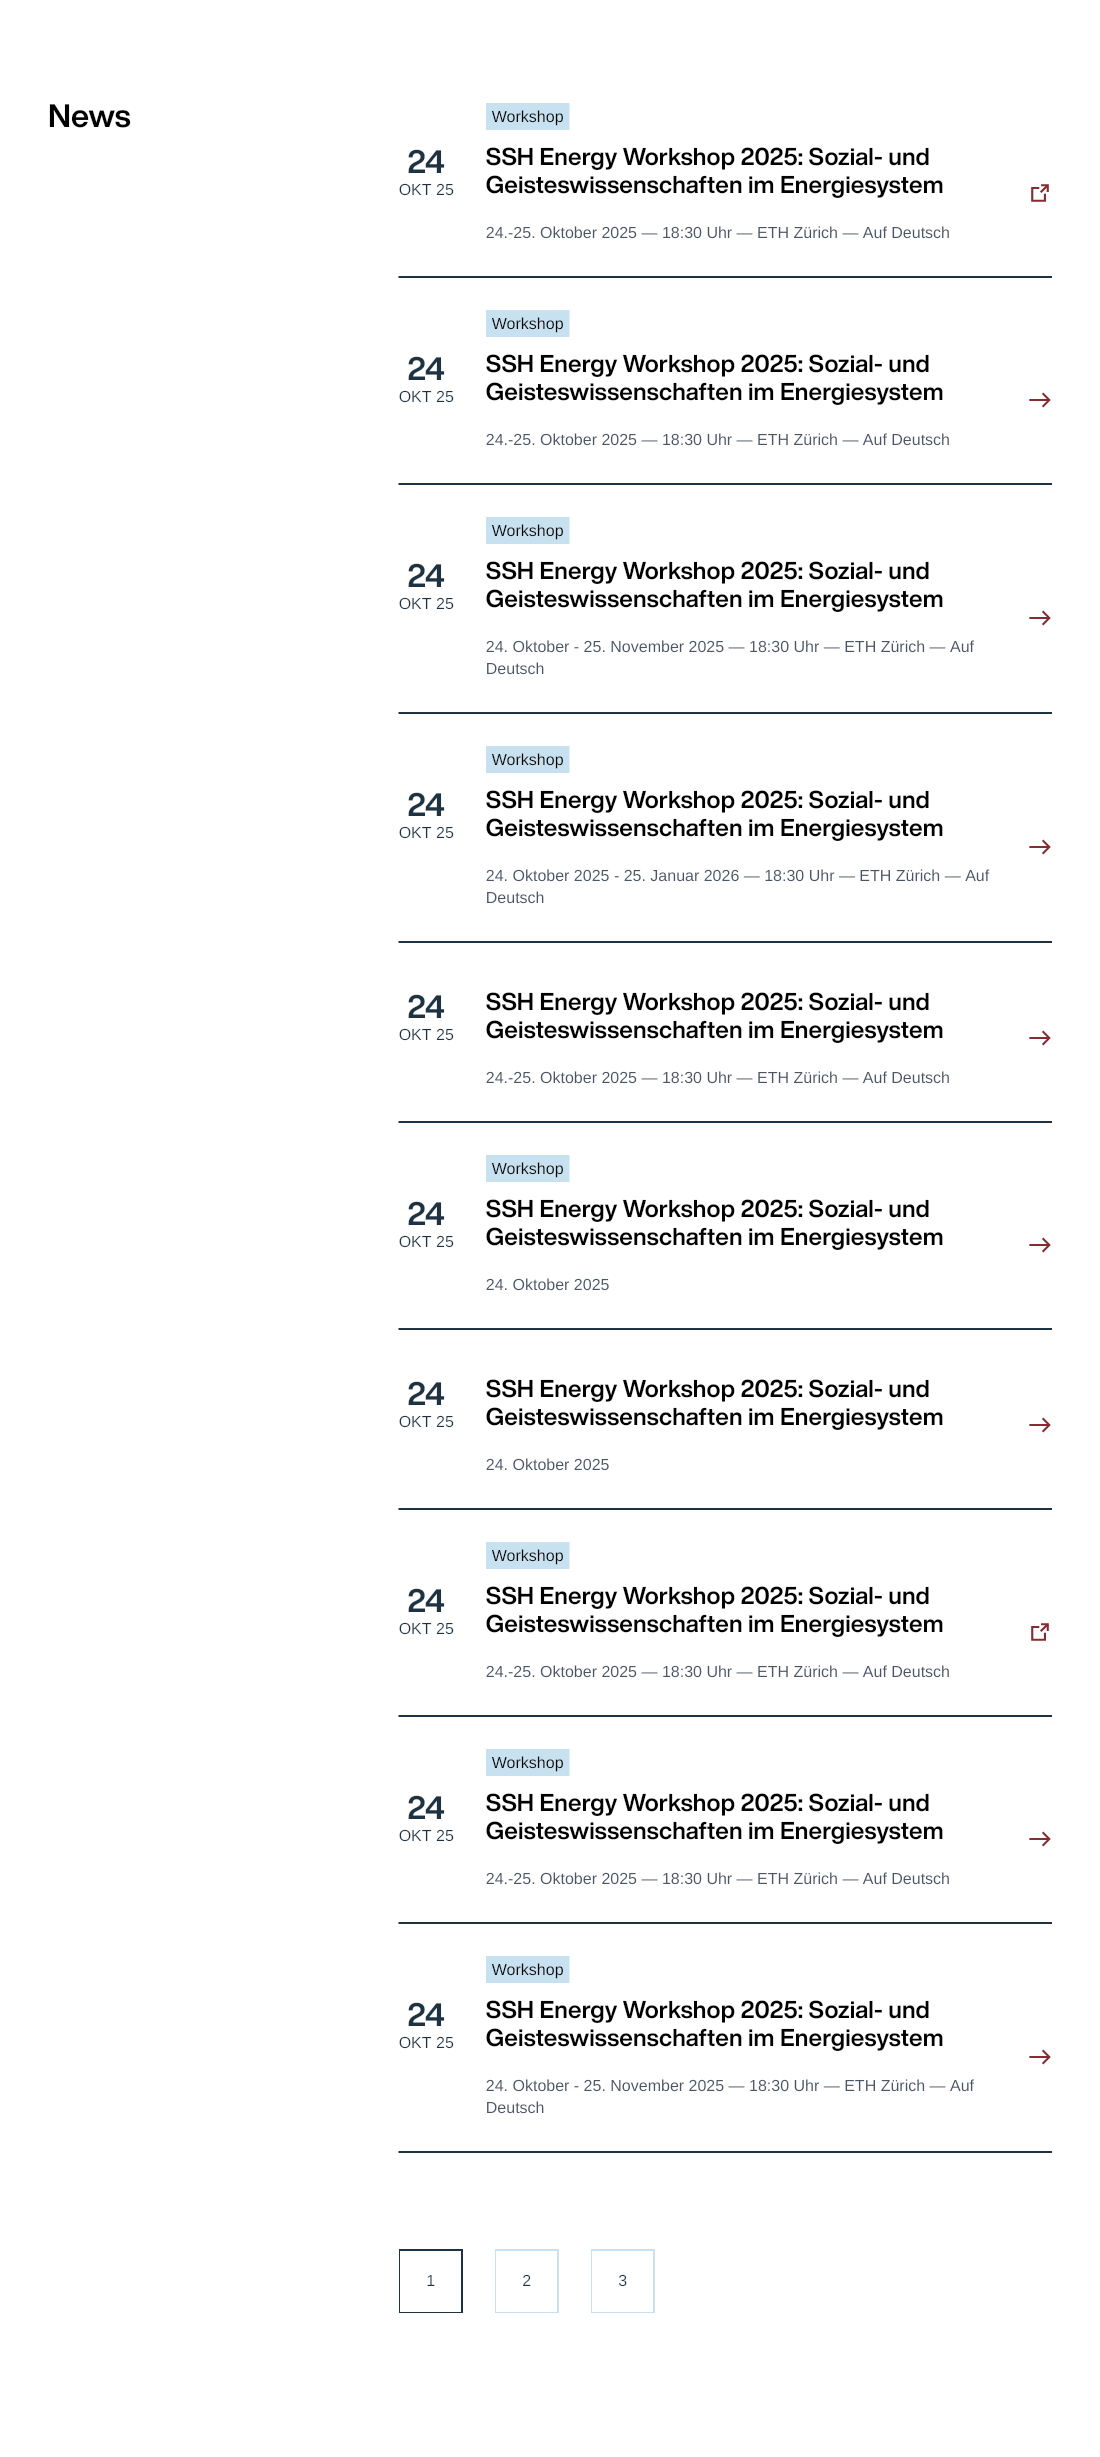 News
Workshop
24
OKT 25
SSH Energy Workshop 2025: Sozial- und
Geisteswissenschaften im Energiesystem
24.-25. Oktober 2025 — 18:30 Uhr — ETH Zürich — Auf Deutsch
Workshop
24
OKT 25
SSH Energy Workshop 2025: Sozial- und
Geisteswissenschaften im Energiesystem
24.-25. Oktober 2025 — 18:30 Uhr — ETH Zürich — Auf Deutsch
Workshop
24
OKT 25
SSH Energy Workshop 2025: Sozial- und
Geisteswissenschaften im Energiesystem
24. Oktober - 25. November 2025 — 18:30 Uhr — ETH Zürich — Auf
Deutsch
Workshop
24
OKT 25
SSH Energy Workshop 2025: Sozial- und
Geisteswissenschaften im Energiesystem
24. Oktober 2025 - 25. Januar 2026 — 18:30 Uhr — ETH Zürich — Auf
Deutsch
24
OKT 25
SSH Energy Workshop 2025: Sozial- und
Geisteswissenschaften im Energiesystem
24.-25. Oktober 2025 — 18:30 Uhr — ETH Zürich — Auf Deutsch
Workshop
24
OKT 25
SSH Energy Workshop 2025: Sozial- und
Geisteswissenschaften im Energiesystem
24. Oktober 2025
24
OKT 25
SSH Energy Workshop 2025: Sozial- und
Geisteswissenschaften im Energiesystem
24. Oktober 2025
Workshop
24
OKT 25
SSH Energy Workshop 2025: Sozial- und
Geisteswissenschaften im Energiesystem
24.-25. Oktober 2025 — 18:30 Uhr — ETH Zürich — Auf Deutsch
Workshop
24
OKT 25
SSH Energy Workshop 2025: Sozial- und
Geisteswissenschaften im Energiesystem
24.-25. Oktober 2025 — 18:30 Uhr — ETH Zürich — Auf Deutsch
Workshop
24
OKT 25
SSH Energy Workshop 2025: Sozial- und
Geisteswissenschaften im Energiesystem
24. Oktober - 25. November 2025 — 18:30 Uhr — ETH Zürich — Auf
Deutsch
1 2 3